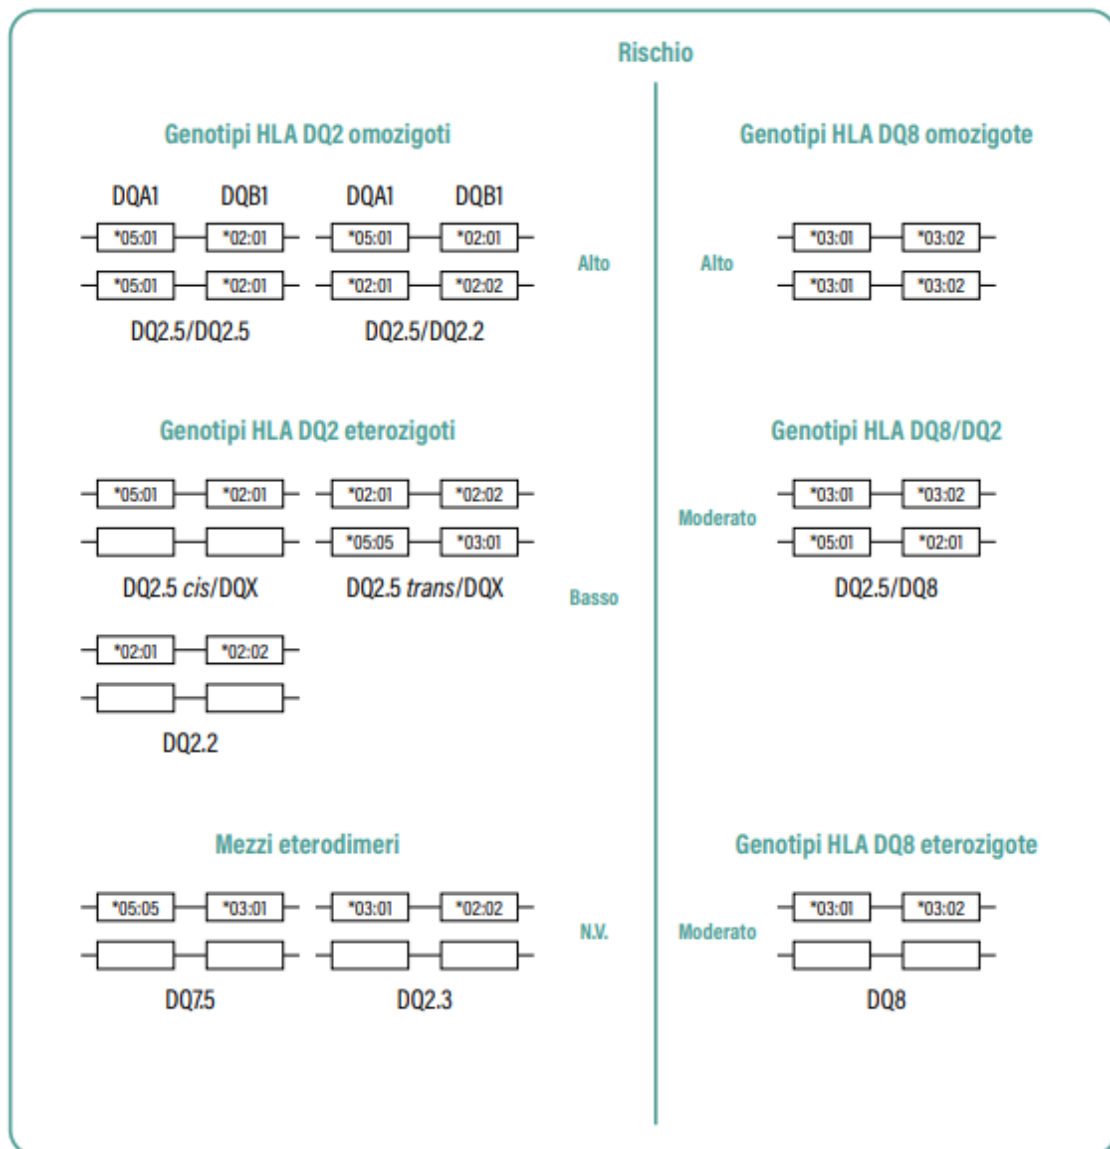 Rischio
Genotipi HLA DQ2 omozigoti
DQA1 DQB1 DQA1 DQB1
*05:01 *02:01 *05:01 *02:01
*05:01 *02:01 *02:01 *02:02
DQ2.5/DQ2.5 DQ2.5/DQ2.2
Alto
Genotipi HLA DQ2 eterozigoti
*05:01 *02:01 *02:01 *02:02
*05:05 *03:01
DQ2.5 cis/DQX DQ2.5 trans/DQX
Basso
*02:01 *02:02
DQ2.2
Mezzi eterodimeri
*05:05 *03:01 *03:01 *02:02
N.V.
DQ7.5 DQ2.3
Genotipi HLA DQ8 omozigote
*03:01 *03:02
Alto
*03:01 *03:02
Genotipi HLA DQ8/DQ2
*03:01 *03:02
Moderato
*05:01 *02:01
DQ2.5/DQ8
Genotipi HLA DQ8 eterozigote
*03:01 *03:02
Moderato
DQ8